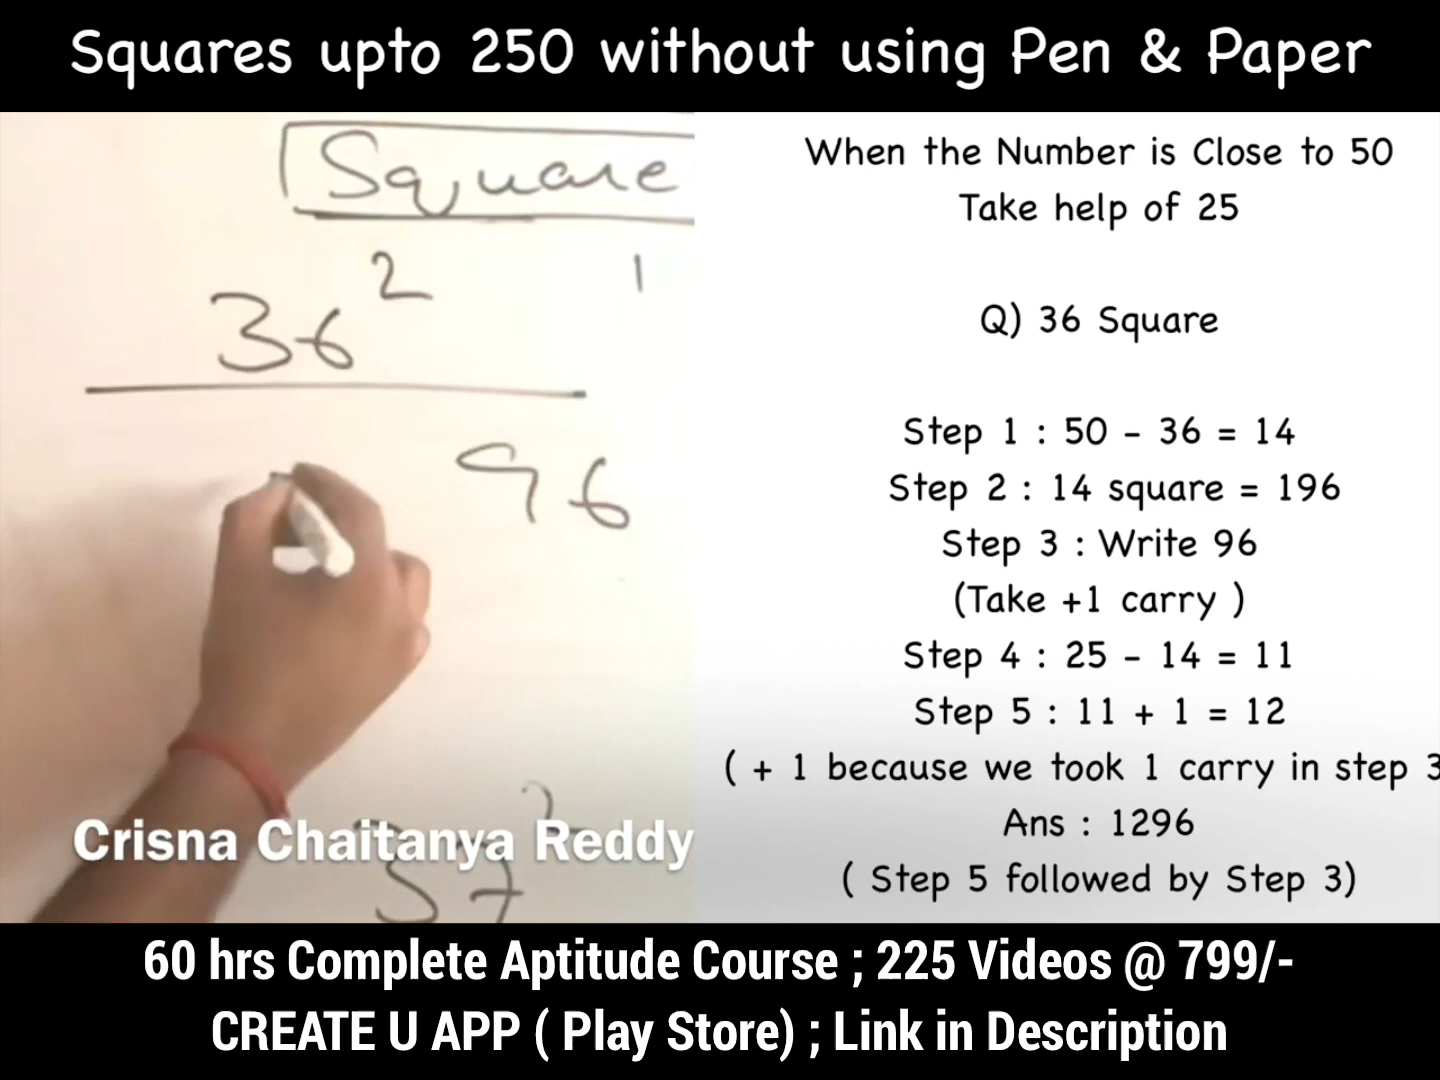 Squares upto 250 without using Pen & Paper
Square
36²
1
96
37²
Crisna Chaitanya Reddy
When the Number is Close to 50
Take help of 25
Q) 36 Square
Step 1 : 50 - 36 = 14
Step 2 : 14 square = 196
Step 3 : Write 96
(Take +1 carry )
Step 4 : 25 - 14 = 11
Step 5 : 11 + 1 = 12
( + 1 because we took 1 carry in step 3
Ans : 1296
( Step 5 followed by Step 3)
60 hrs Complete Aptitude Course ; 225 Videos @ 799/-
CREATE U APP ( Play Store) ; Link in Description